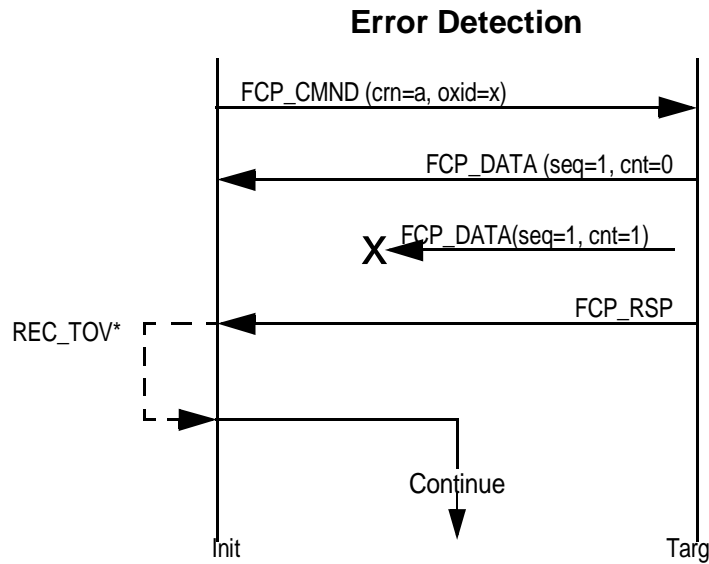 Error Detection
FCP_CMND (crn=a, oxid=x)
FCP_DATA (seq=1, cnt=0
X
FCP_DATA(seq=1, cnt=1)
FCP_RSP
REC_TOV*
Continue
Init
Targ